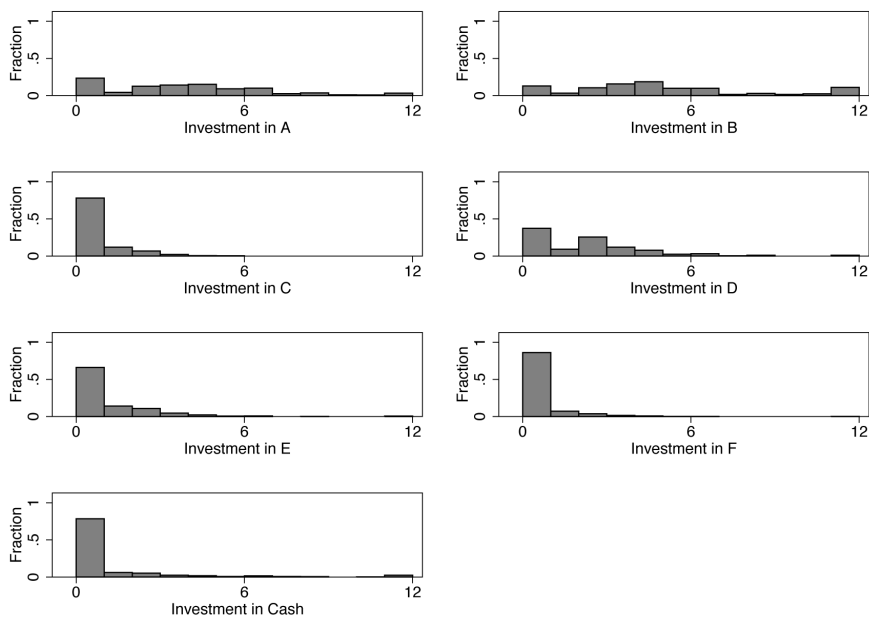 Fraction
1
.5
0
0
12
Investment in A
Fraction
1
.5
0
0
12
Investment in B
Fraction
1
.5
0
0
6
12
Investment in C
Fraction
1
.5
0
0
6
12
Investment in D
Fraction
1
.5
0
0
6
12
Investment in E
Fraction
1
.5
0
0
6
12
Investment in F
Fraction
1
.5
0
0
6
12
Investment in Cash